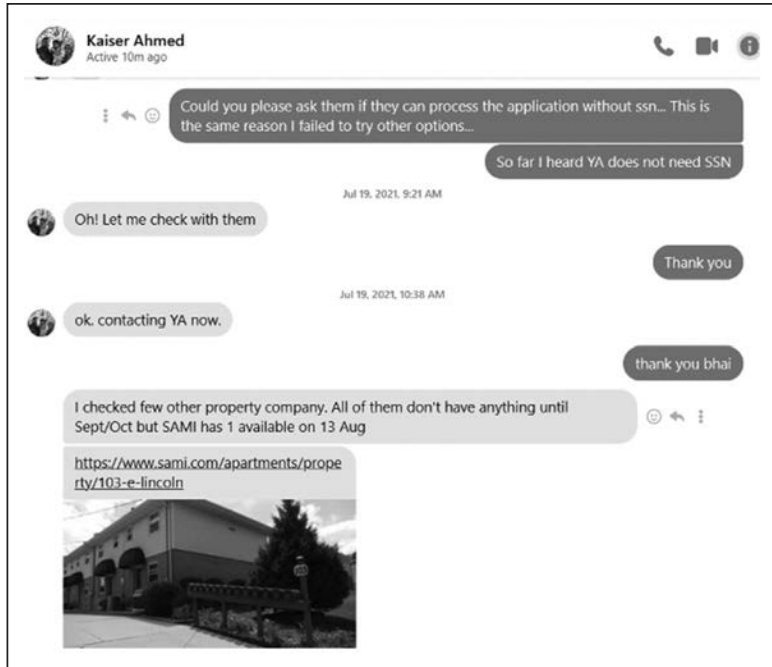 Kaiser Ahmed
Active 10m ago
Could you please ask them if they can process the application without ssn... This is
the same reason I failed to try other options...
So far I heard YA does not need SSN
Jul 19, 2021, 9:21 AM
Oh! Let me check with them
Thank you
Jul 19, 2021, 10:38 AM
ok. contacting YA now.
thank you bhai
I checked few other property company. All of them don't have anything until
Sept/Oct but SAMI has 1 available on 13 Aug
https://www.sami.com/apartments/prope
rty/103-e-lincoln